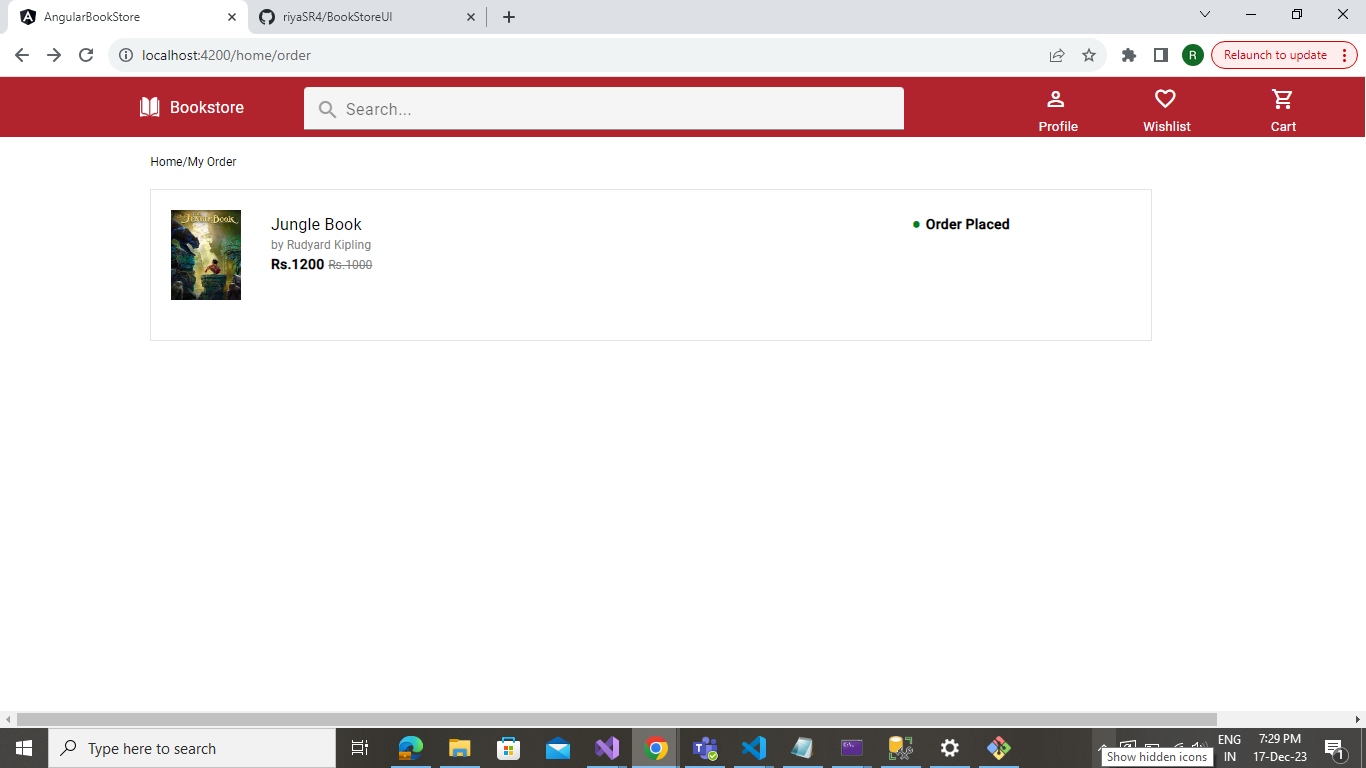 AngularBookStore
riyaSR4/BookStoreUI
localhost:4200/home/order
R
Relaunch to update
Bookstore
Search...
Profile
Wishlist
Cart
Home/My Order
Jungle Book
Jungle Book
by Rudyard Kipling
Rs.1200 Rs.1000
Order Placed
Type here to search
Show hidden icons
ENG
IN
7:29 PM
17-Dec-23
1